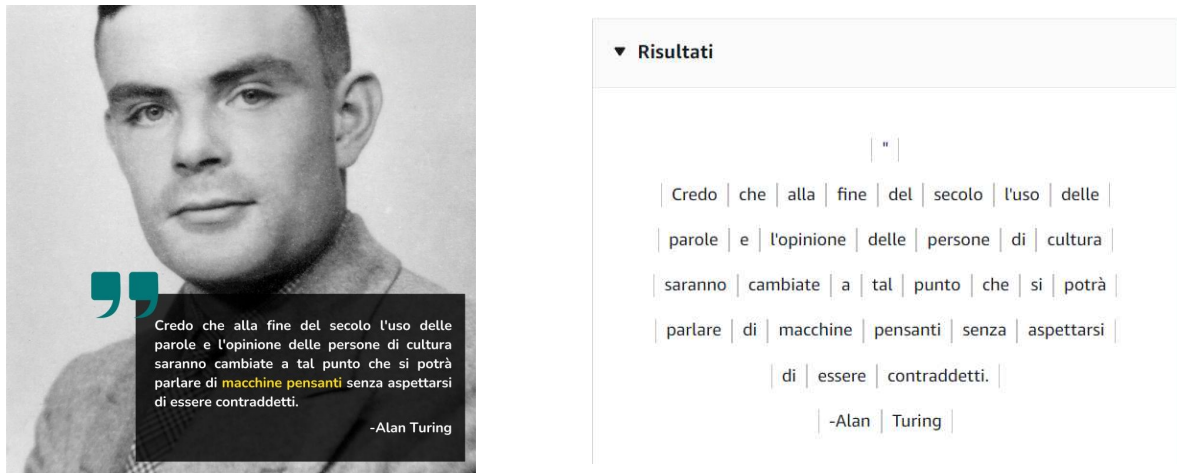 Credo che alla fine del secolo l'uso delle
parole e l'opinione delle persone di cultura
saranno cambiate a tal punto che si potrà
parlare di macchine pensanti senza aspettarsi
di essere contraddetti.
-Alan Turing
Risultati
"
Credo che alla fine del secolo l'uso delle
parole e l'opinione delle persone di cultura
saranno cambiate a tal punto che si potrà
parlare di macchine pensanti senza aspettarsi
di essere contraddetti.
-Alan Turing